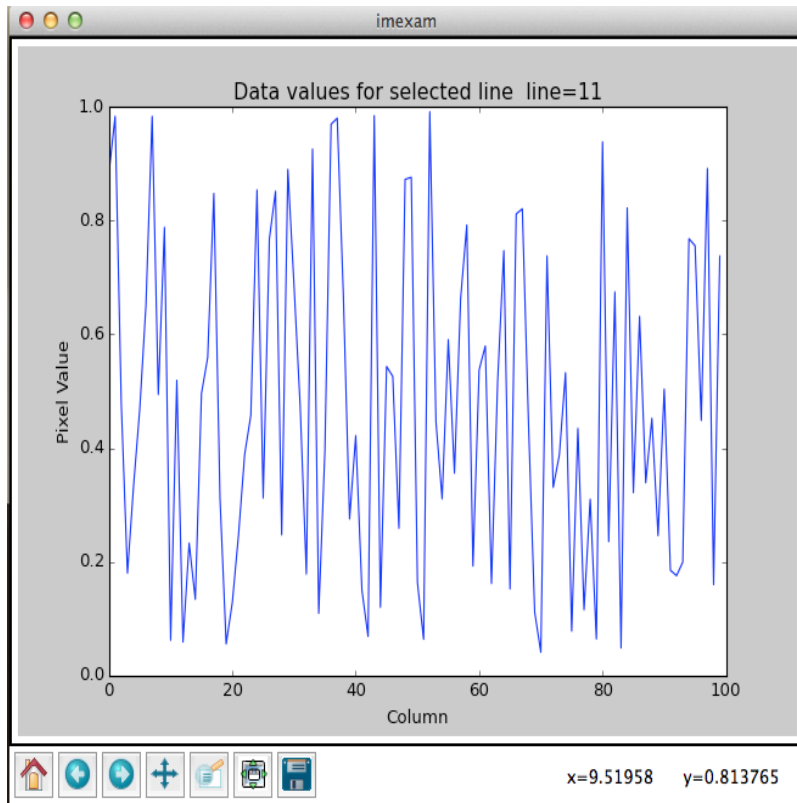 imexam
Data values for selected line line=11
1.0
0.8
0.6
0.4
0.2
0.0
Pixel Value
0 20 40 60 80 100
Column
x=9.51958 y=0.813765